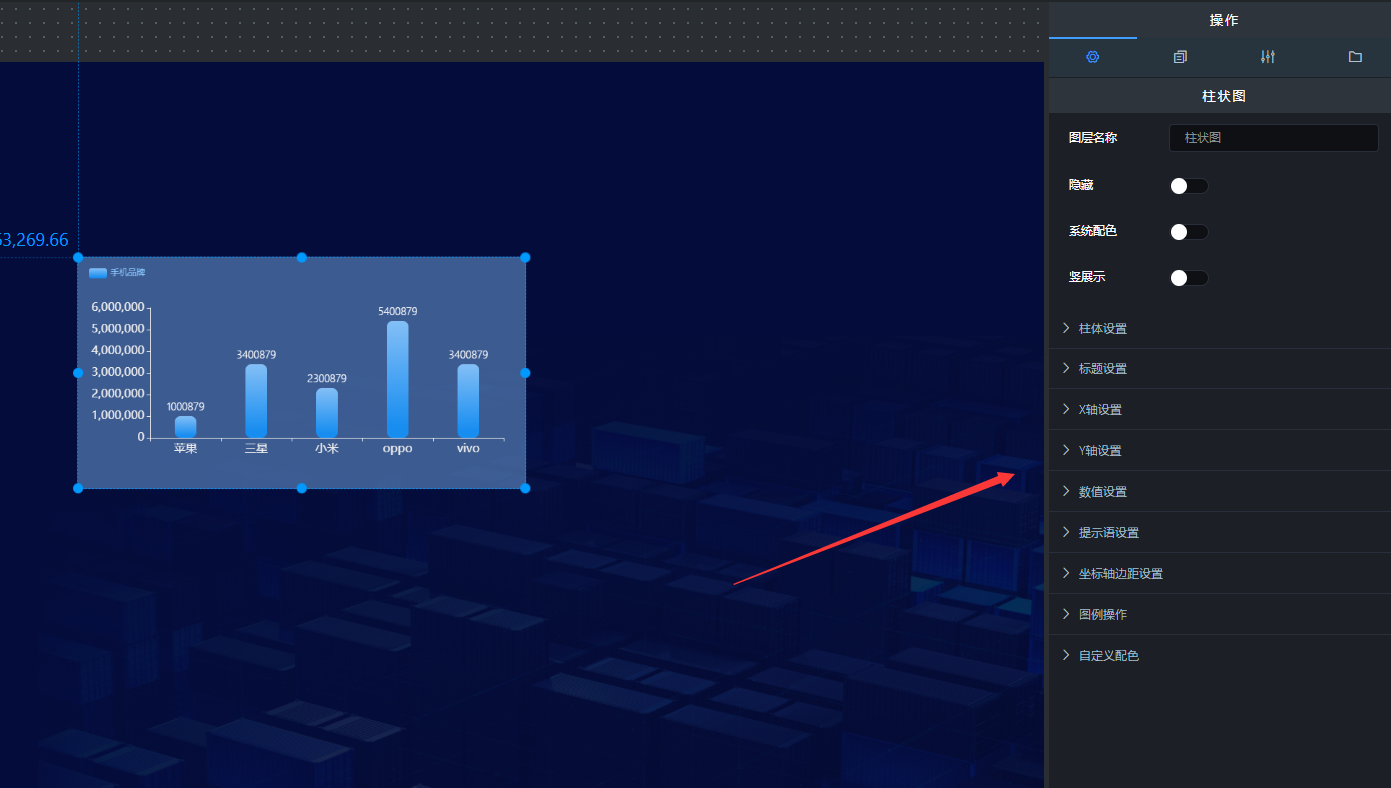 操作
柱状图
图层名称
柱状图
隐藏
系统配色
竖展示
柱体设置
标题设置
X轴设置
Y轴设置
数值设置
提示语设置
坐标轴边距设置
图例操作
自定义配色
3,269.66
手机品牌
6,000,000
5,000,000
4,000,000
3,000,000
2,000,000
1,000,000
0
1000879
3400879
2300879
5400879
3400879
苹果
三星
小米
oppo
vivo